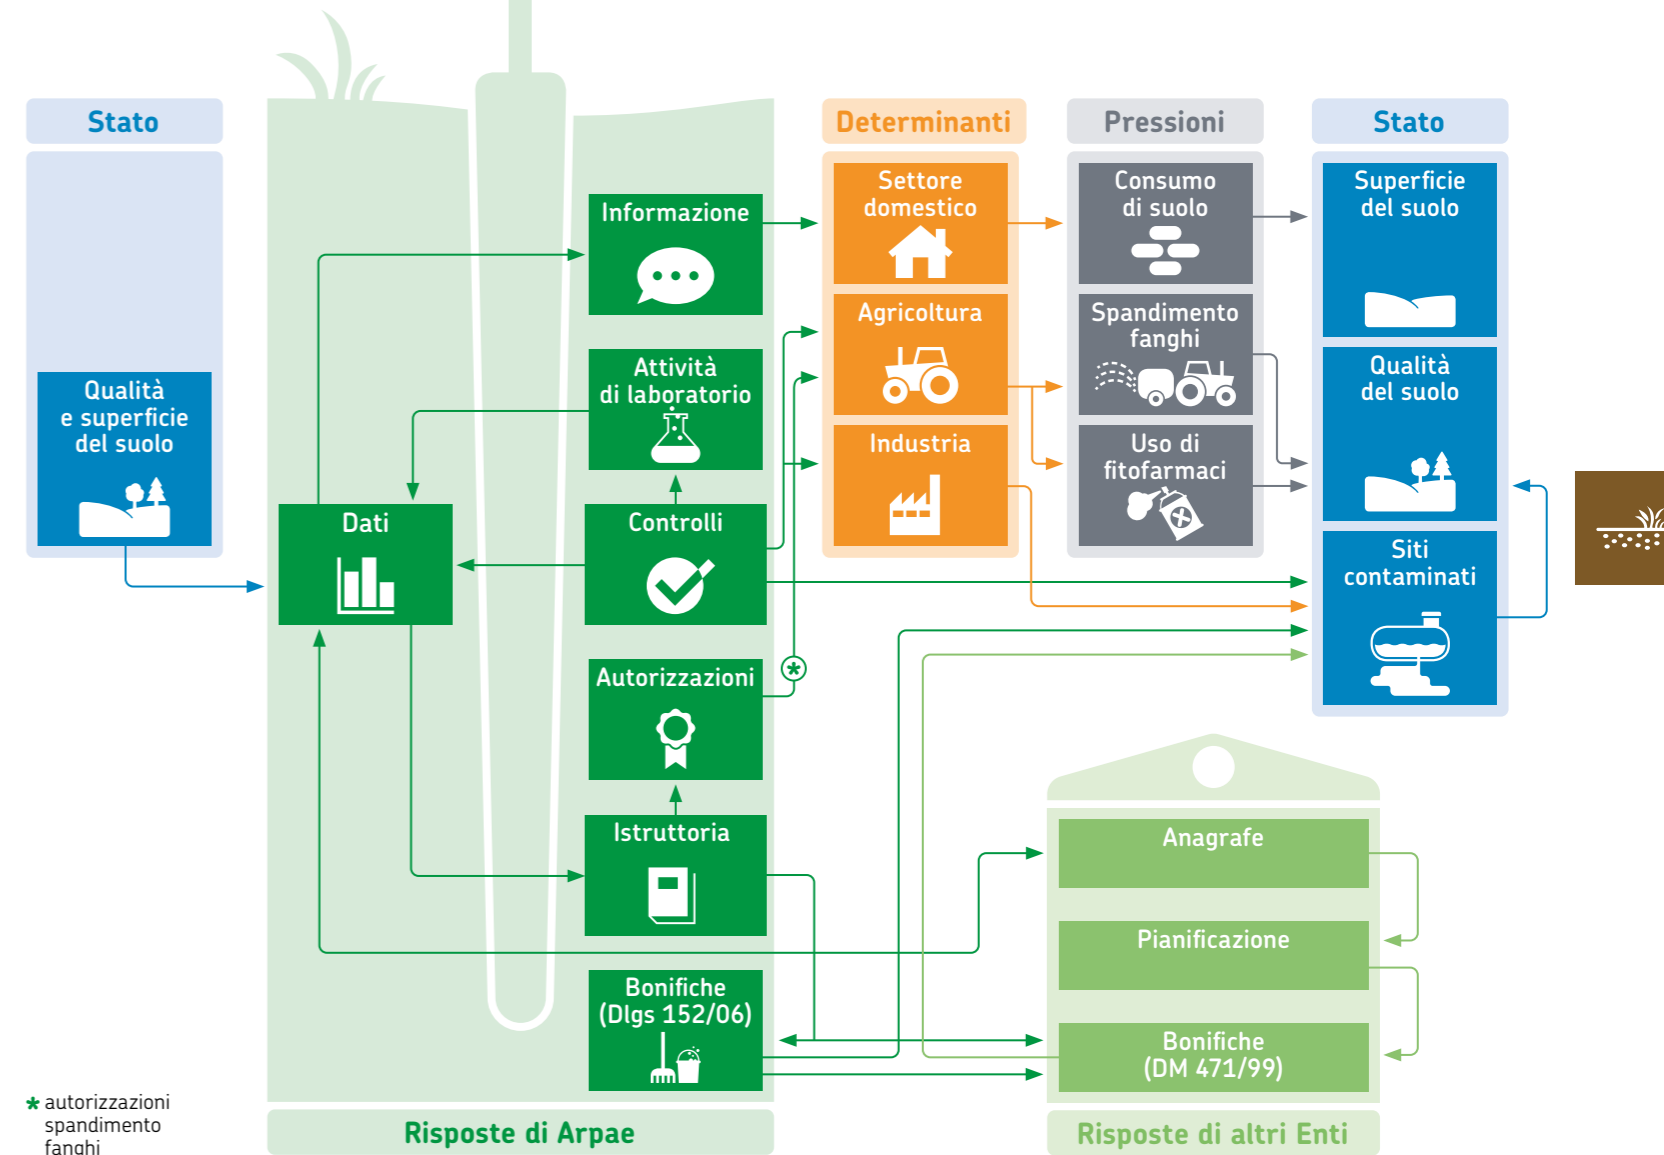 Stato
Qualità
e superficie
del suolo
Dati
Informazione
Attività
di laboratorio
Controlli
Autorizzazioni
Istruttoria
Bonifiche
(Dlgs 152/06)
Risposte di Arpae
* autorizzazioni
spandimento
fanghi
*
Determinanti
Settore
domestico
Agricoltura
Industria
Pressioni
Consumo
di suolo
Spandimento
fanghi
Uso di
fitofarmaci
Stato
Superficie
del suolo
Qualità
del suolo
Siti
contaminati
Anagrafe
Pianificazione
Bonifiche
(DM 471/99)
Risposte di altri Enti